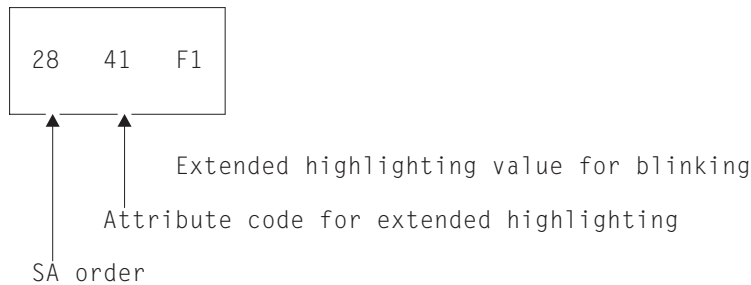 28 41 F1
Extended highlighting value for blinking
Attribute code for extended highlighting
SA order